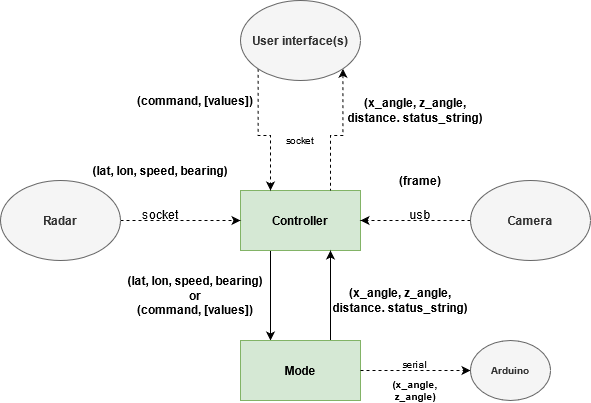 User interface(s)
(command, [values])
(x_angle, z_angle,
distance. status_string)
socket
(lat, lon, speed, bearing)
(frame)
Radar
socket
Controller
usb
Camera
(lat, lon, speed, bearing)
or
(command, [values])
(x_angle, z_angle,
distance. status_string)
Mode
serial
(x_angle,
z_angle)
Arduino